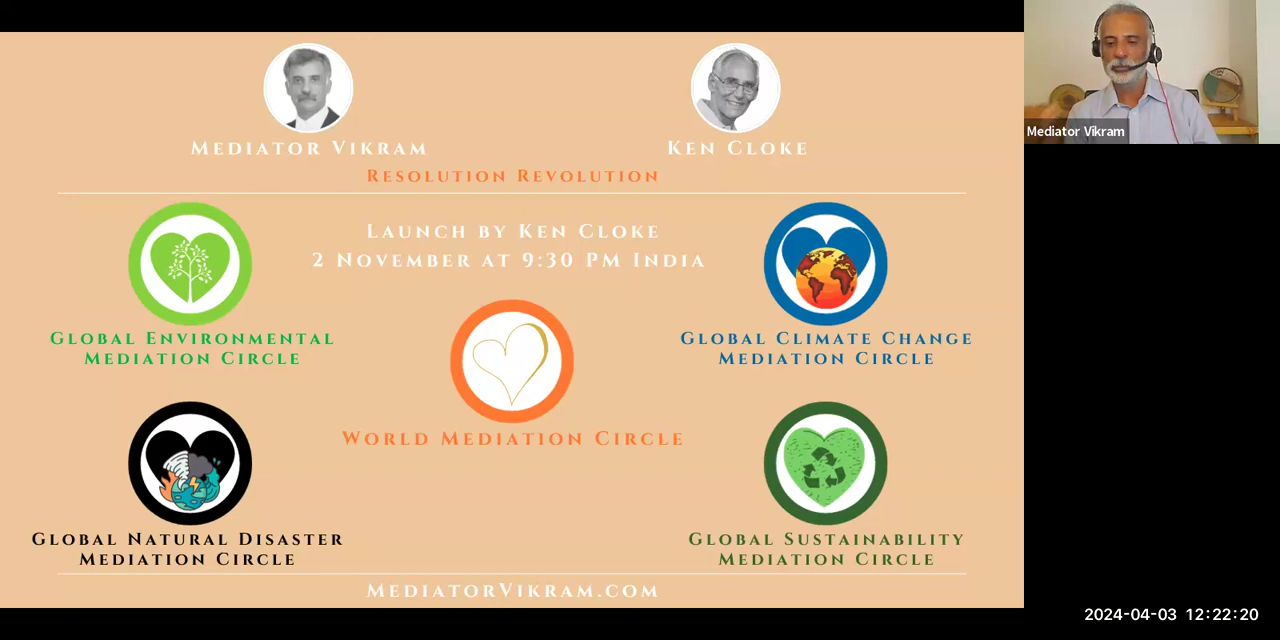 Mediator Vikram
Ken Cloke
Resolution Revolution
Launch by Ken Cloke
2 November at 9:30 PM India
Global Environmental
Mediation Circle
Global Climate Change
Mediation Circle
World Mediation Circle
Global Natural Disaster
Mediation Circle
Global Sustainability
Mediation Circle
MediatorVikram.com
Mediator Vikram
2024-04-03 12:22:20